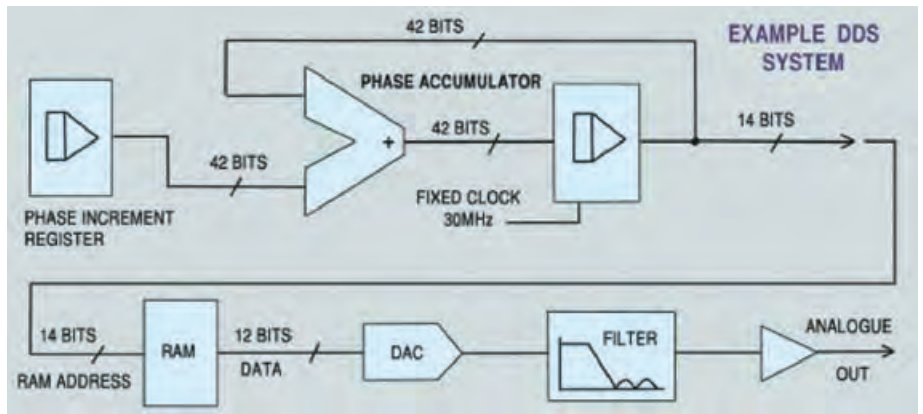 42 BITS
EXAMPLE DDS
SYSTEM
PHASE ACCUMULATOR
+
42 BITS
14 BITS
42 BITS
FIXED CLOCK
30MHz
PHASE INCREMENT
REGISTER
14 BITS
RAM ADDRESS
RAM
12 BITS
DATA
DAC
FILTER
ANALOGUE
OUT